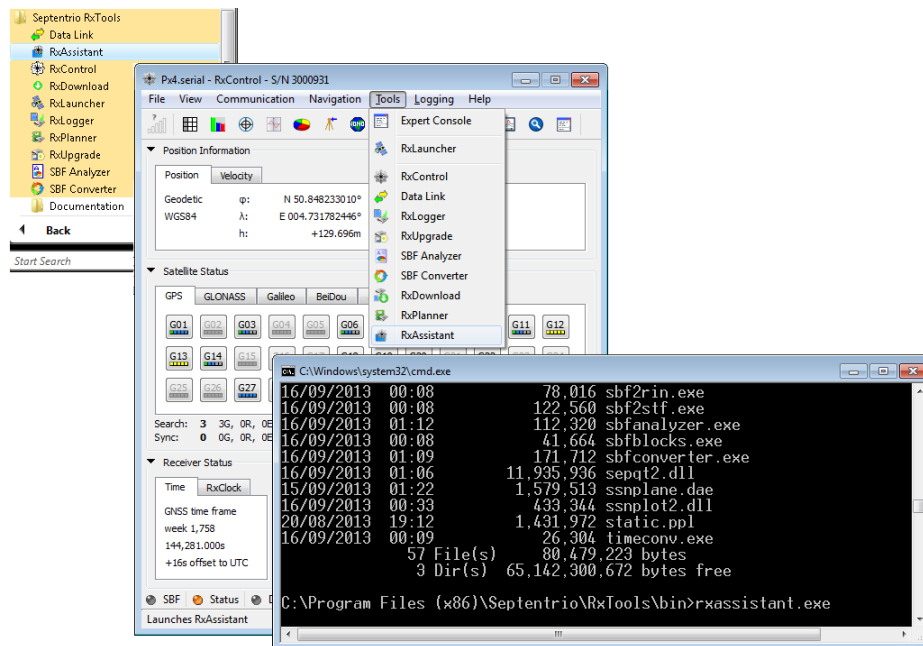 Septentrio RxTools
Data Link
RxAssistant
RxControl
RxDownload
RxLauncher
RxLogger
RxPlanner
RxUpgrade
SBF Analyzer
SBF Converter
Documentation
Back
Start Search
Px4.serial - RxControl - S/N 3000931
File View Communication Navigation Tools Logging Help
Expert Console
RxLauncher
RxControl
Data Link
RxLogger
RxUpgrade
SBF Analyzer
SBF Converter
RxDownload
RxPlanner
RxAssistant
Position Information
Position Velocity
Geodetic φ: N 50.848233010°
WGS84 λ: E 004.731782446°
h: +129.696m
Satellite Status
GPS GLONASS Galileo BeiDou
G01 G02 G03 G04 G05 G06 G11 G12
G13 G14 G15
G25 G26 G27
Search: 3 3G, 0R, 0E
Sync: 0 0G, 0R, 0E
Receiver Status
Time RxClock
GNSS time frame
week 1,758
144,281.000s
+16s offset to UTC
SBF Status
Launches RxAssistant
C:\Windows\system32\cmd.exe
16/09/2013 00:08 78,016 sbf2rin.exe
16/09/2013 00:08 122,560 sbf2stf.exe
16/09/2013 01:12 112,320 sbfanalyzer.exe
16/09/2013 00:08 41,664 sbfblocks.exe
16/09/2013 01:09 171,712 sbfconverter.exe
16/09/2013 01:06 11,935,936 sepqt2.dll
15/09/2013 01:22 1,579,513 ssnplane.dae
16/09/2013 00:33 433,344 ssnplot2.dll
20/08/2013 19:12 1,431,972 static.ppl
16/09/2013 00:09 26,304 timeconv.exe
57 File(s) 80,479,223 bytes
3 Dir(s) 65,142,300,672 bytes free
C:\Program Files (x86)\Septentrio\RxTools\bin>rxassistant.exe